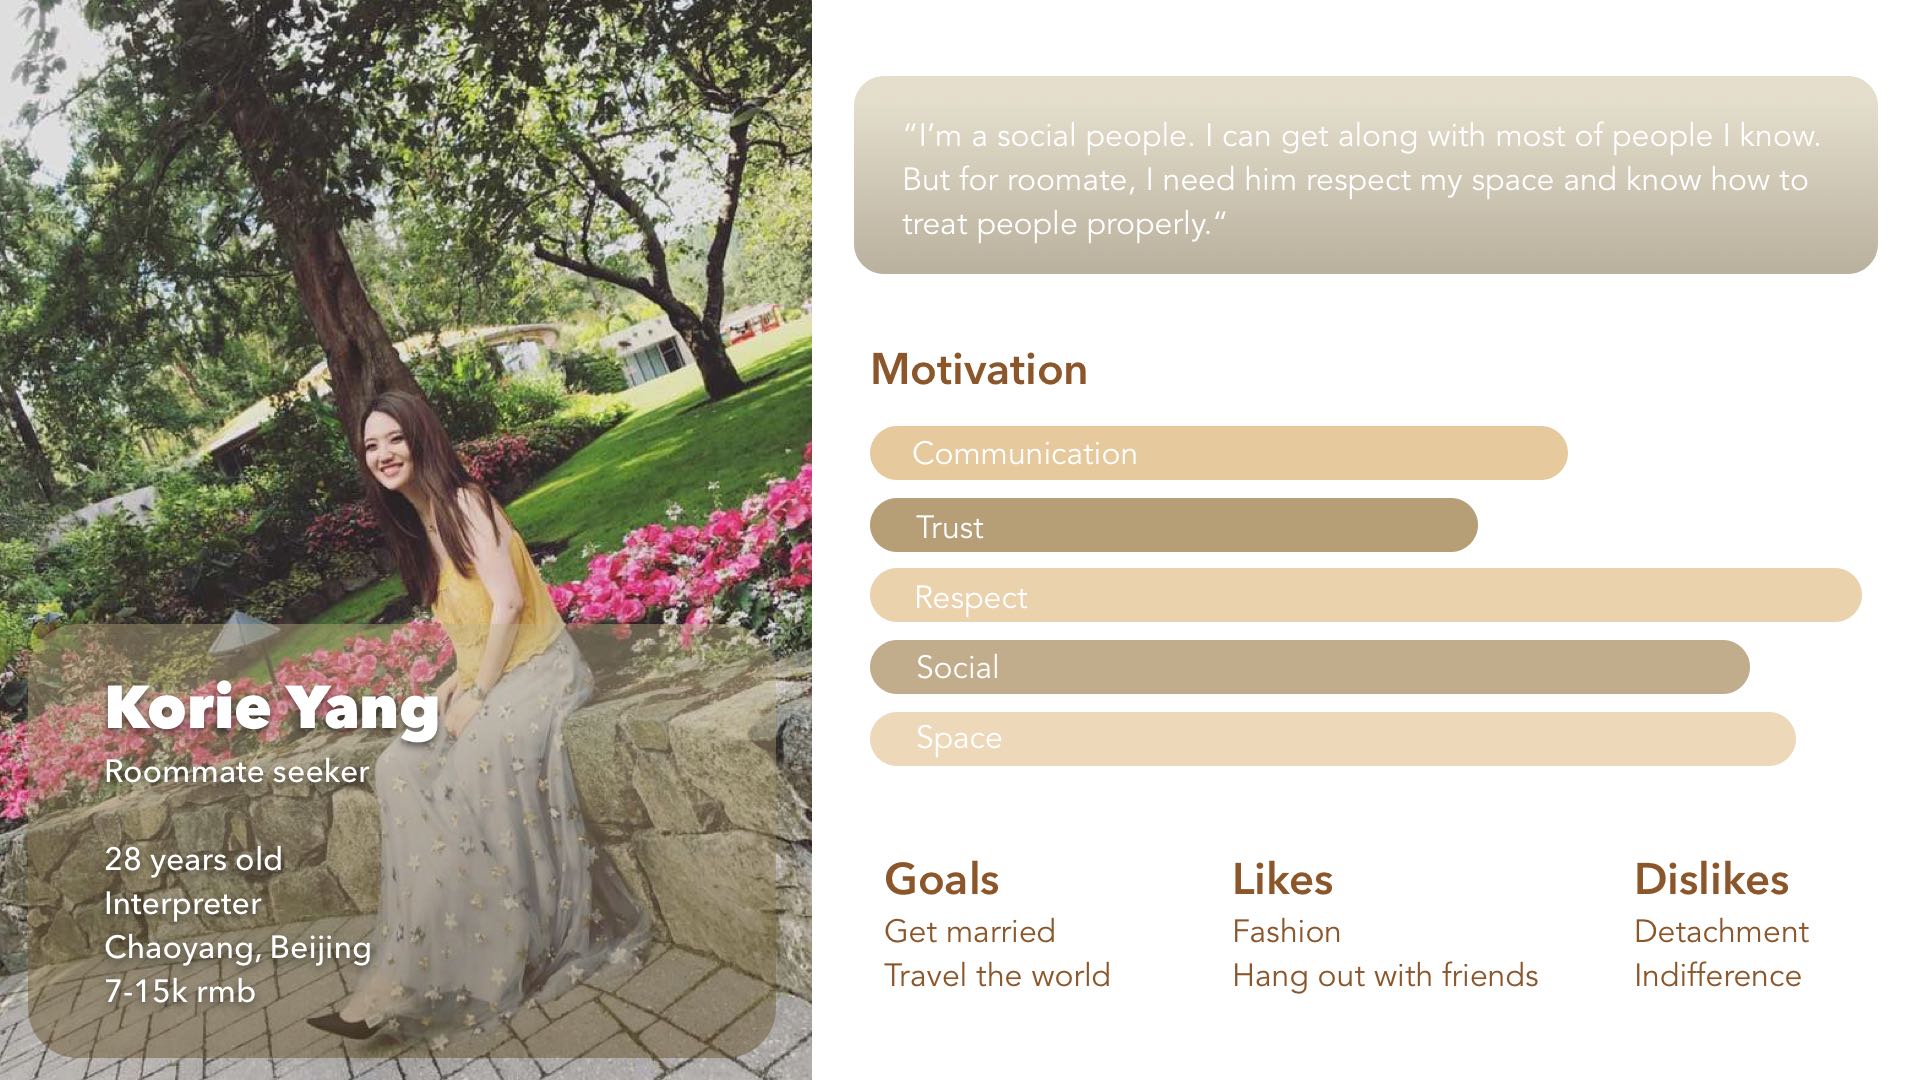 “I’m a social people. I can get along with most of people I know.
But for roomate, I need him respect my space and know how to
treat people properly.“
Motivation
Communication
Trust
Respect
Social
Space
Korie Yang
Roommate seeker
28 years old
Interpreter
Chaoyang, Beijing
7-15k rmb
Goals
Get married
Travel the world
Likes
Fashion
Hang out with friends
Dislikes
Detachment
Indifference